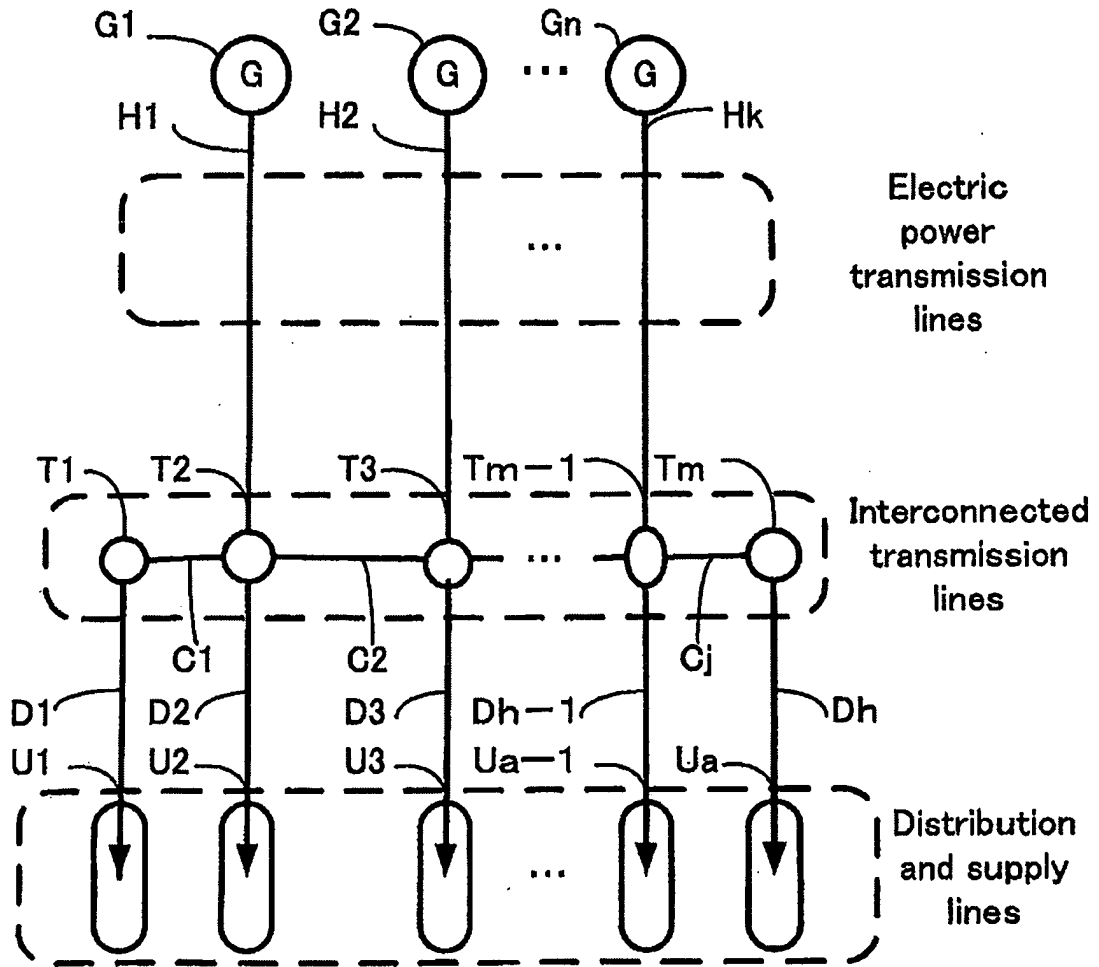 G1 G2 Gn
G G ... G
H1 H2 Hk
...
Electric
power
transmission
lines
T1 T2 T3 Tm-1 Tm
...
Interconnected
transmission
lines
C1 C2 Cj
D1 D2 D3 Dh-1 Dh
U1 U2 U3 Ua-1 Ua
...
Distribution
and supply
lines